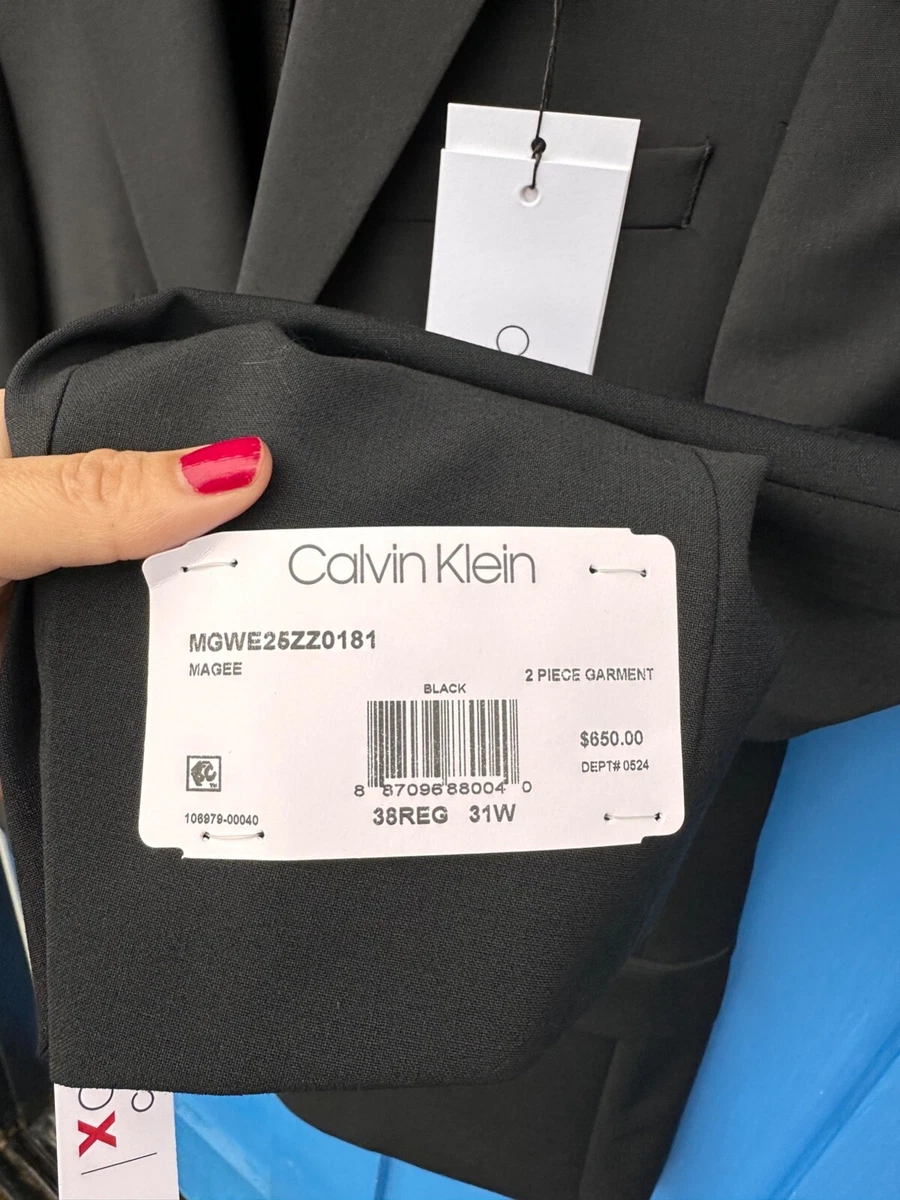 Calvin Klein
MGWE25ZZ0181
MAGEE
2 PIECE GARMENT
BLACK
$650.00
DEPT# 0524
8 87096 88004 0
106979-00040
38REG 31W
X